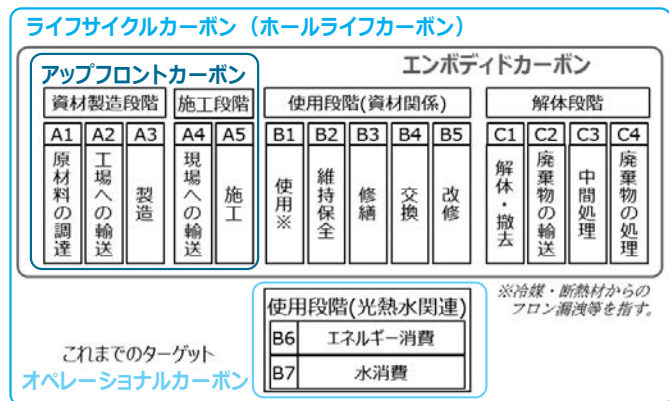 ライフサイクルカーボン（ホールライフカーボン）
エンボディドカーボン
アップフロントカーボン
資材製造段階
施工段階
使用段階(資材関係)
解体段階
A1
A2
A3
A4
A5
B1
B2
B3
B4
B5
C1
C2
C3
C4
原材料の調達
工場への輸送
製造
現場への輸送
施工
使用※
維持保全
修繕
交換
改修
解体・撤去
廃棄物の輸送
中間処理
廃棄物の処理
※冷媒・断熱材からの
フロン漏洩等を指す。
使用段階(光熱水関連)
B6 エネルギー消費
B7 水消費
これまでのターゲット
オペレーショナルカーボン